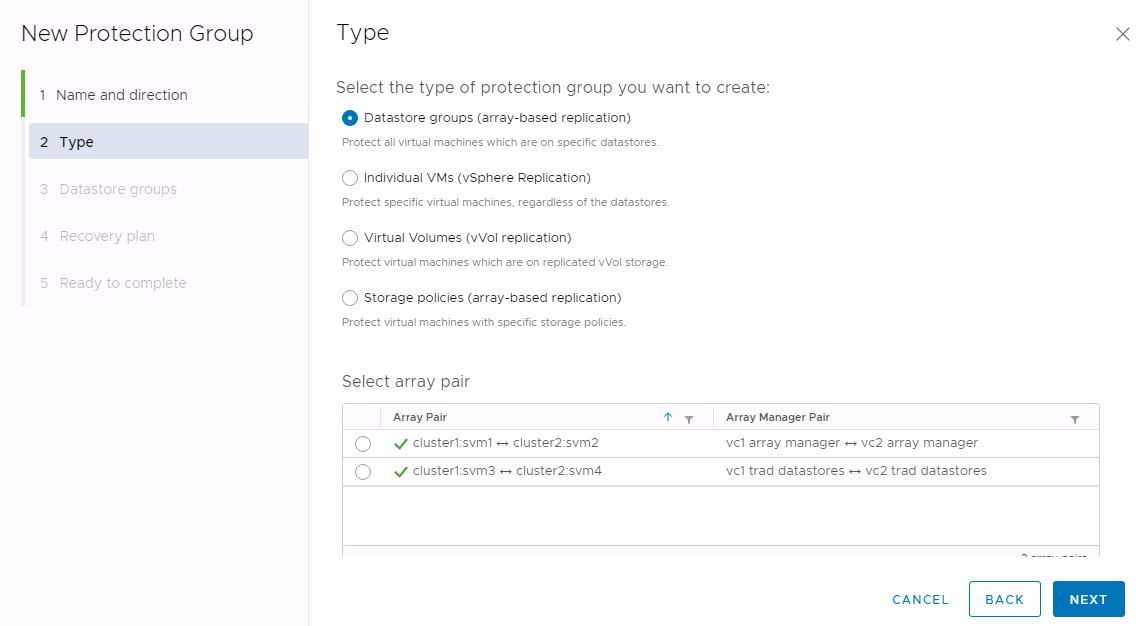 New Protection Group
1 Name and direction
2 Type
3 Datastore groups
4 Recovery plan
5 Ready to complete
Type
Select the type of protection group you want to create:
Datastore groups (array-based replication)
Protect all virtual machines which are on specific datastores.
Individual VMs (vSphere Replication)
Protect specific virtual machines, regardless of the datastores.
Virtual Volumes (vVol replication)
Protect virtual machines which are on replicated vVol storage.
Storage policies (array-based replication)
Protect virtual machines with specific storage policies.
Select array pair
Array Pair Array Manager Pair
cluster1:svm1 ↔ cluster2:svm2 vc1 array manager ↔ vc2 array manager
cluster1:svm3 ↔ cluster2:svm4 vc1 trad datastores ↔ vc2 trad datastores
2 array pairs
CANCEL BACK NEXT